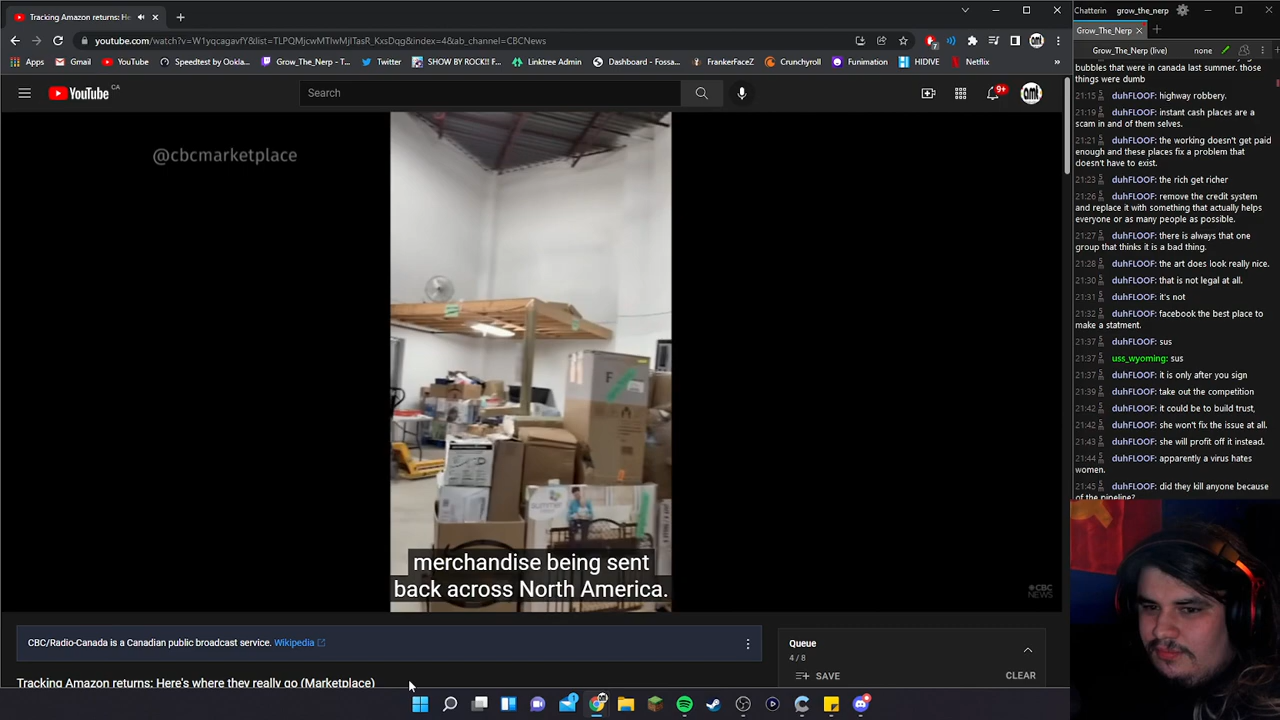 Tracking Amazon returns: He
Chatterin
grow_the_nerp
youtube.com/watch?v=W1yqcagavfY&list=TLPQMjcwMTIwMjITasR_KxsDqg&index=4&ab_channel=CBCNews
Grow_The_Nerp
Apps
Gmail
YouTube
Speedtest by Ookla...
Grow_The_Nerp - T...
Twitter
SHOW BY ROCK!! F...
Linktree Admin
Dashboard - Fossa...
FrankerFaceZ
Crunchyroll
Funimation
HIDIVE
Netflix
»
Grow_The_Nerp (live)
none
YouTube CA
Search
9+
@cbcmarketplace
F
summer
merchandise being sent
back across North America.
CBC NEWS
CBC/Radio-Canada is a Canadian public broadcast service. Wikipedia
Queue
4 / 8
SAVE
CLEAR
Tracking Amazon returns: Here's where they really go (Marketplace)
bubbles that were in canada last summer. those
things were dumb
21:15 duhFLOOF: highway robbery.
21:19 duhFLOOF: instant cash places are a
scam in and of them selves.
21:21 duhFLOOF: the working doesn't get paid
enough and these places fix a problem that
doesn't have to exist.
21:23 duhFLOOF: the rich get richer
21:26 duhFLOOF: remove the credit system
and replace it with something that actually helps
everyone or as many people as possible.
21:27 duhFLOOF: there is always that one
group that thinks it is a bad thing.
21:28 duhFLOOF: the art does look really nice.
21:30 duhFLOOF: that is not legal at all.
21:31 duhFLOOF: it's not
21:32 duhFLOOF: facebook the best place to
make a statment.
21:37 duhFLOOF: sus
21:37 uss_wyoming: sus
21:37 duhFLOOF: it is only after you sign
21:39 duhFLOOF: take out the competition
21:42 duhFLOOF: it could be to build trust,
21:42 duhFLOOF: she won't fix the issue at all.
21:43 duhFLOOF: she will profit off it instead.
21:44 duhFLOOF: apparently a virus hates
women.
21:45 duhFLOOF: did they kill anyone because
of the pipeline?